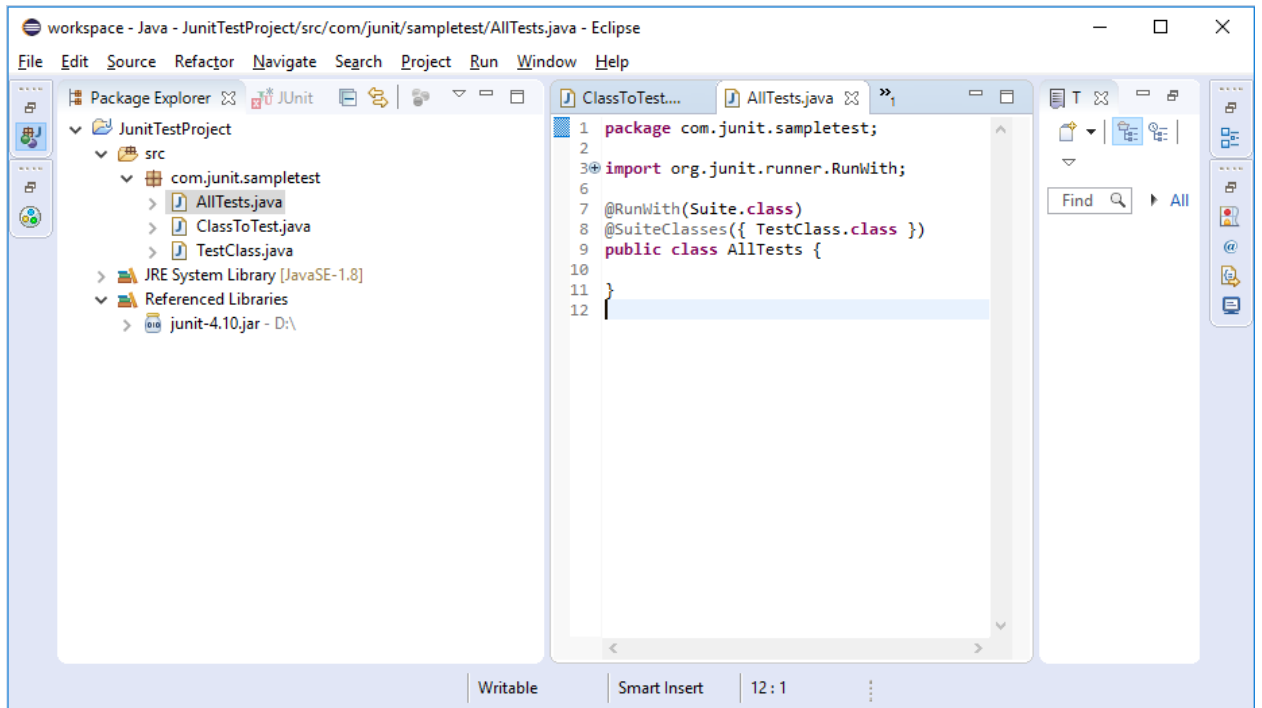 workspace - Java - JunitTestProject/src/com/junit/sampletest/AllTests.java - Eclipse
File Edit Source Refactor Navigate Search Project Run Window Help
Package Explorer JUnit
JunitTestProject
src
com.junit.sampletest
AllTests.java
ClassToTest.java
TestClass.java
JRE System Library [JavaSE-1.8]
Referenced Libraries
junit-4.10.jar - D:\
ClassToTest.... AllTests.java »1
1 package com.junit.sampletest;
2
3 import org.junit.runner.RunWith;
6
7 @RunWith(Suite.class)
8 @SuiteClasses({ TestClass.class })
9 public class AllTests {
10
11 }
12
T
Find All
Writable Smart Insert 12 : 1